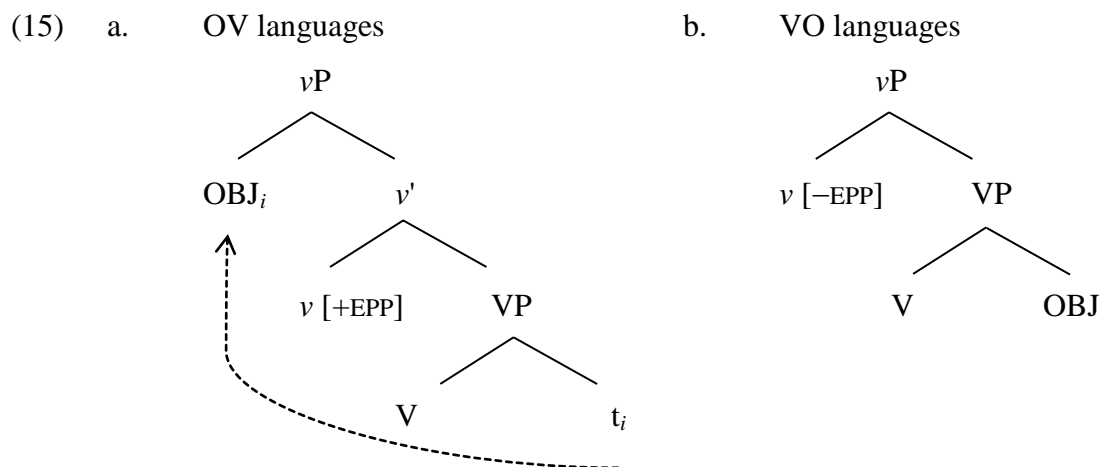 (15) a. OV languages b. VO languages
vP vP
OBJi v' v [−EPP] VP
v [+EPP] VP V OBJ
V ti